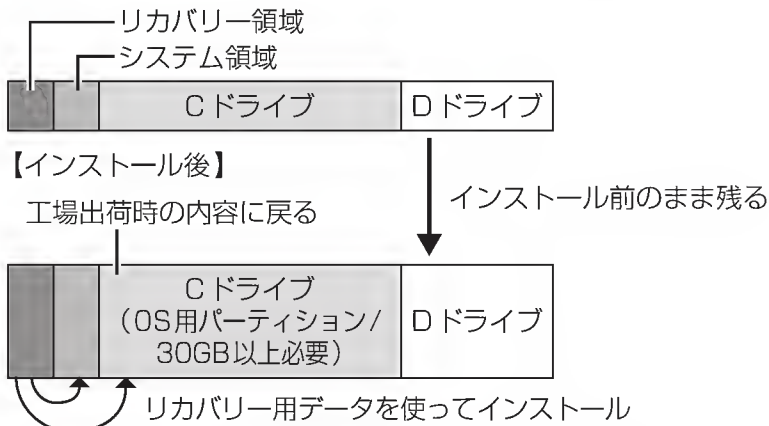 リカバリー領域
システム領域
Cドライブ
Dドライブ
【インストール後】
工場出荷時の内容に戻る
インストール前のまま残る
Cドライブ
（OS用パーティション/
30GB以上必要）
Dドライブ
リカバリー用データを使ってインストール